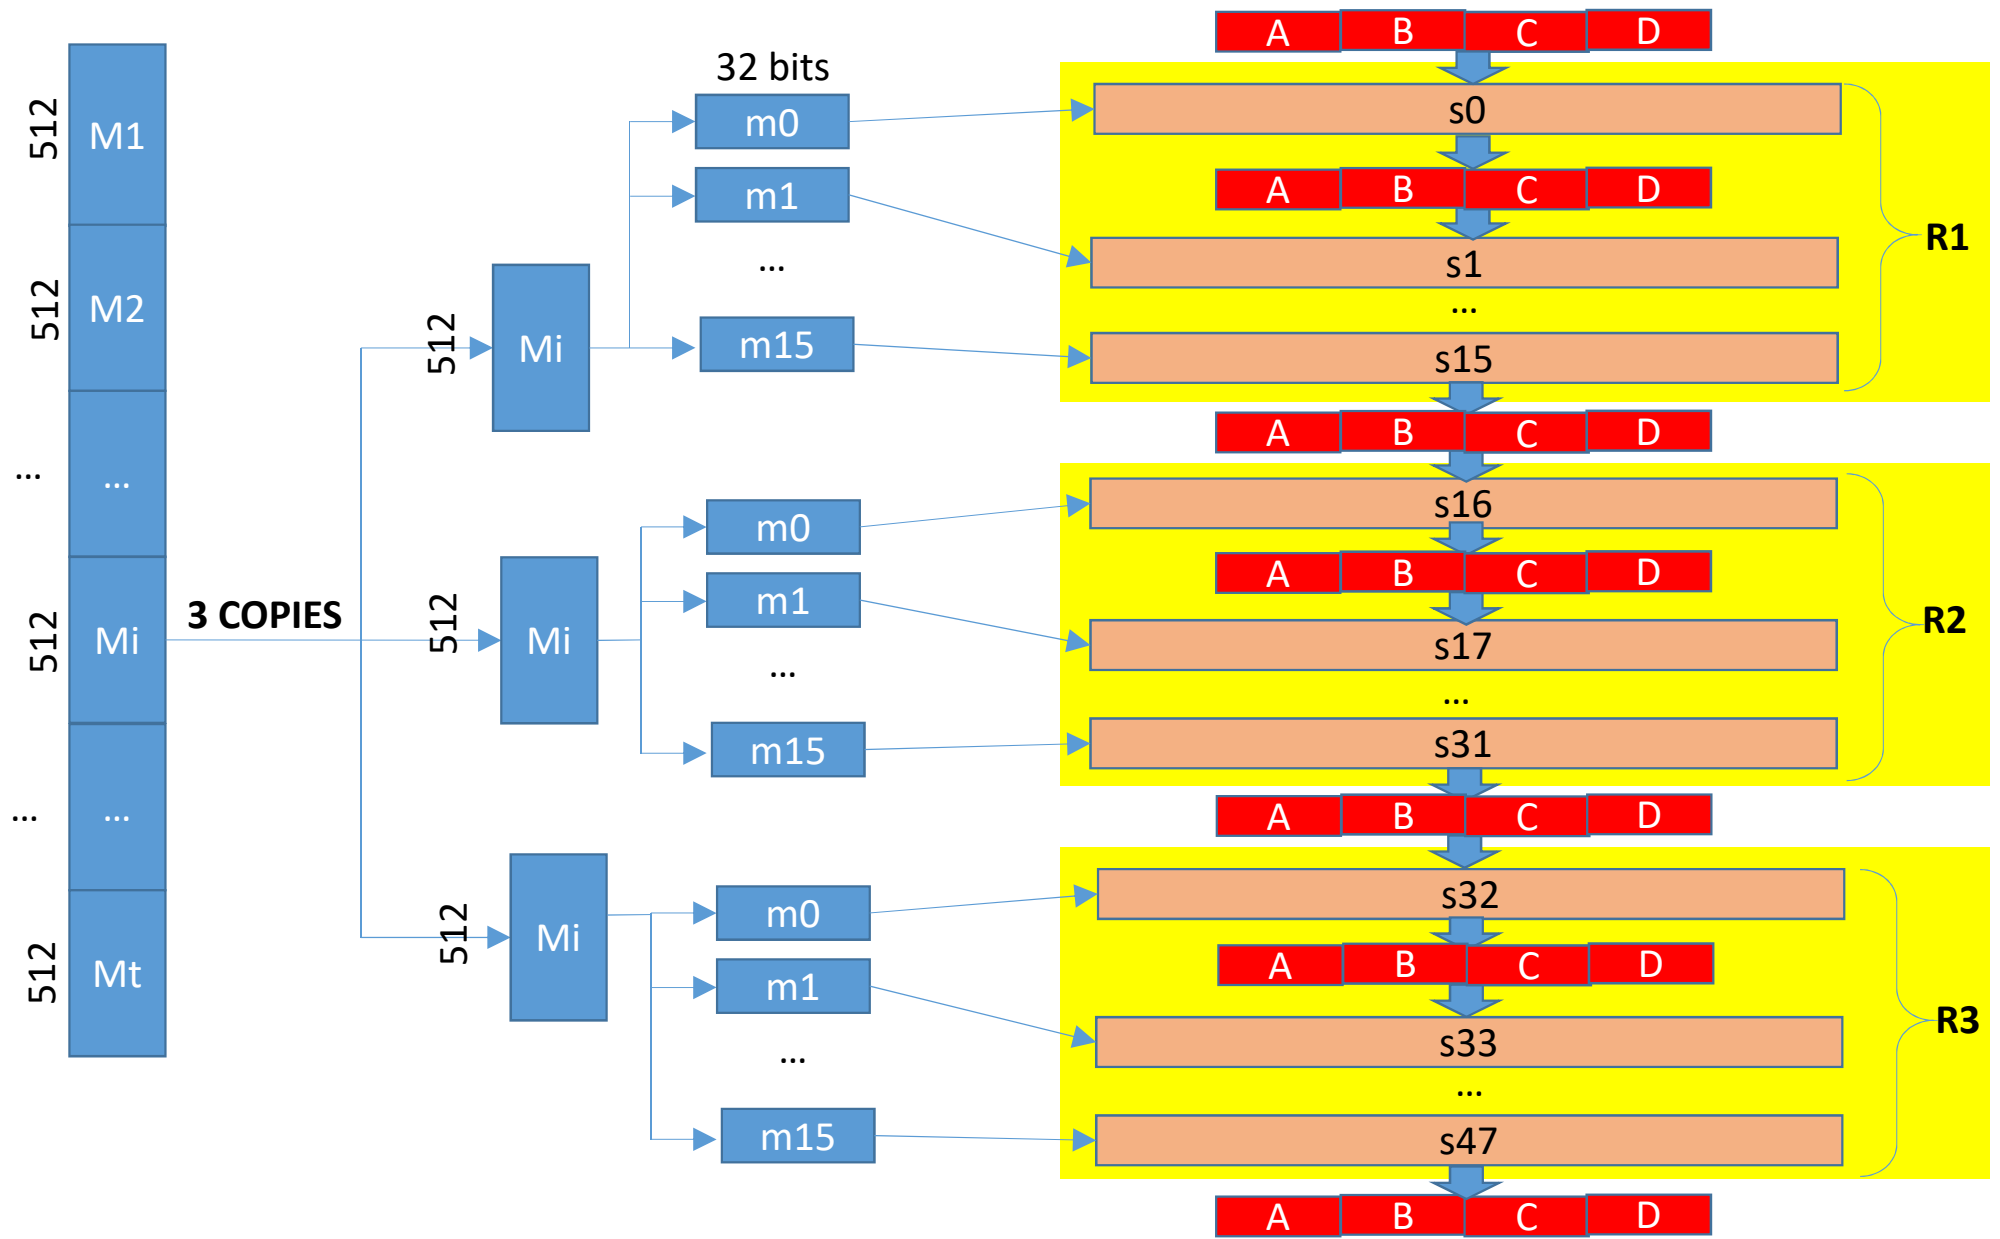 512
M1
512
M2
...
...
512
Mi
...
...
512
Mt
3 COPIES
512
Mi
32 bits
m0
m1
...
m15
A B C D
s0
A B C D
s1
...
s15
R1
A B C D
512
Mi
m0
m1
...
m15
s16
A B C D
s17
...
s31
R2
A B C D
512
Mi
m0
m1
...
m15
s32
A B C D
s33
...
s47
R3
A B C D